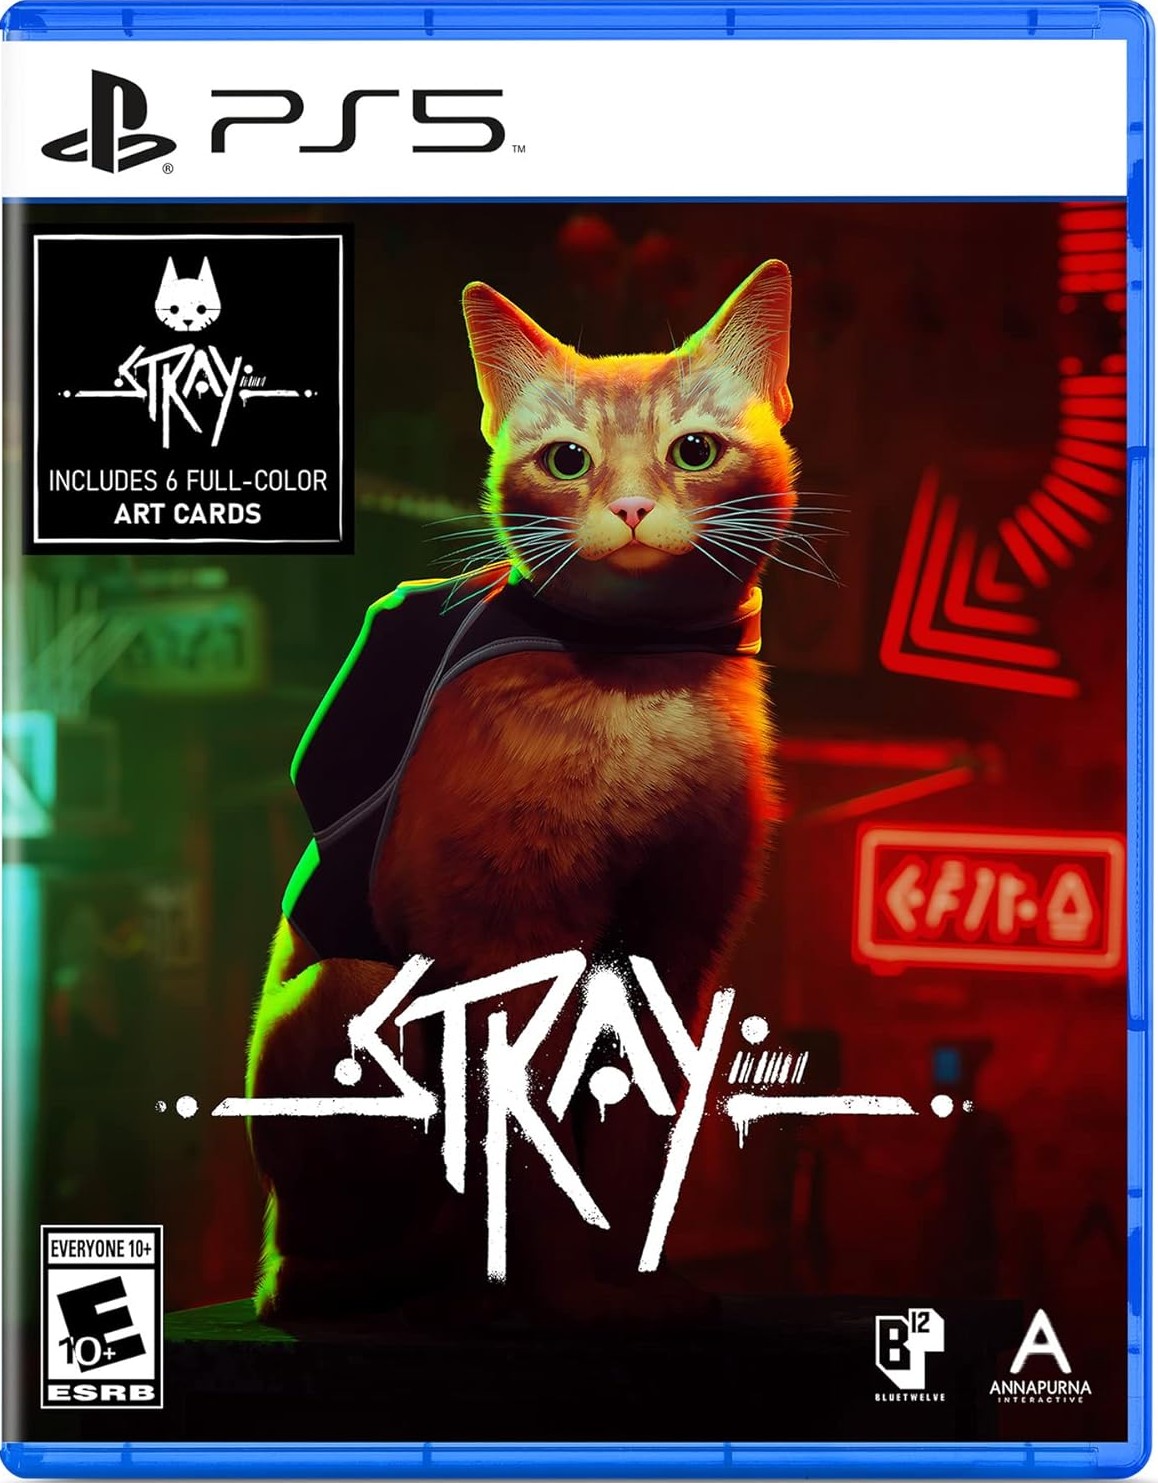 PS5
STRAY
INCLUDES 6 FULL-COLOR
ART CARDS
STRAY
EVERYONE 10+
E
10+
ESRB
B12
BLUETWELVE
ANNAPURNA
INTERACTIVE